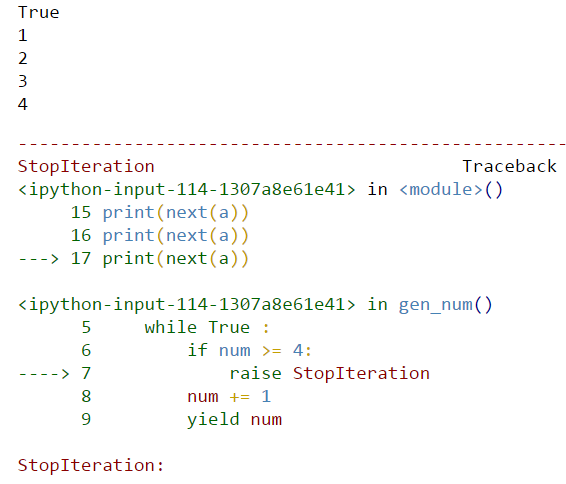 True
1
2
3
4
-----------------------------------------------------
StopIteration                             Traceback
<ipython-input-114-1307a8e61e41> in <module>()
     15 print(next(a))
     16 print(next(a))
---> 17 print(next(a))
<ipython-input-114-1307a8e61e41> in gen_num()
      5     while True :
      6         if num >= 4:
----> 7             raise StopIteration
      8         num += 1
      9         yield num
StopIteration: